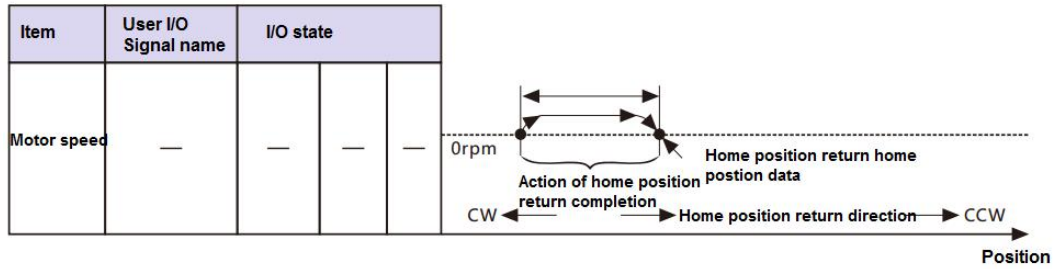 Item
User I/O
Signal name
I/O state
Motor speed
—
—
—
—
0rpm
Home position return home
postion data
Action of home position
return completion
CW
Home position return direction
CCW
Position